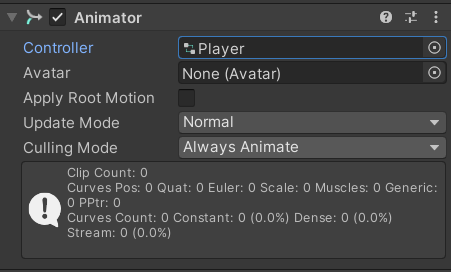 Animator
Controller Player
Avatar None (Avatar)
Apply Root Motion
Update Mode Normal
Culling Mode Always Animate
Clip Count: 0
Curves Pos: 0 Quat: 0 Euler: 0 Scale: 0 Muscles: 0 Generic:
0 PPtr: 0
Curves Count: 0 Constant: 0 (0.0%) Dense: 0 (0.0%)
Stream: 0 (0.0%)